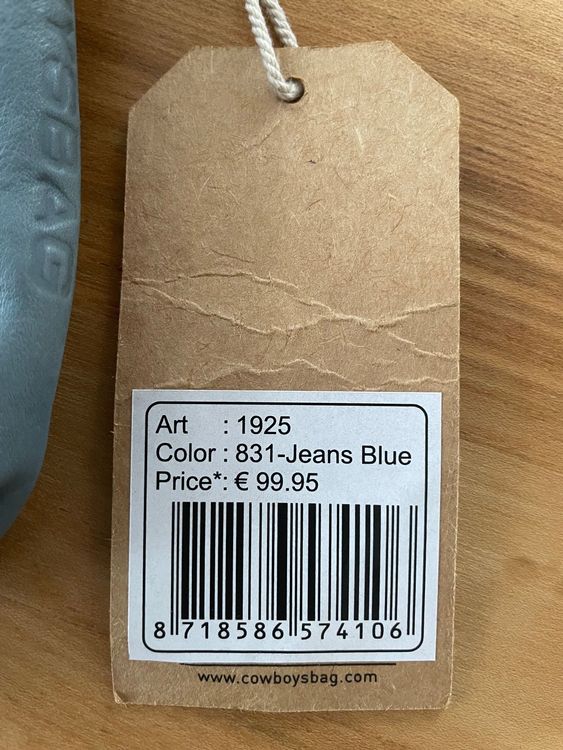 Art : 1925
Color : 831-Jeans Blue
Price*: € 99.95
8 718586 574106
www.cowboysbag.com